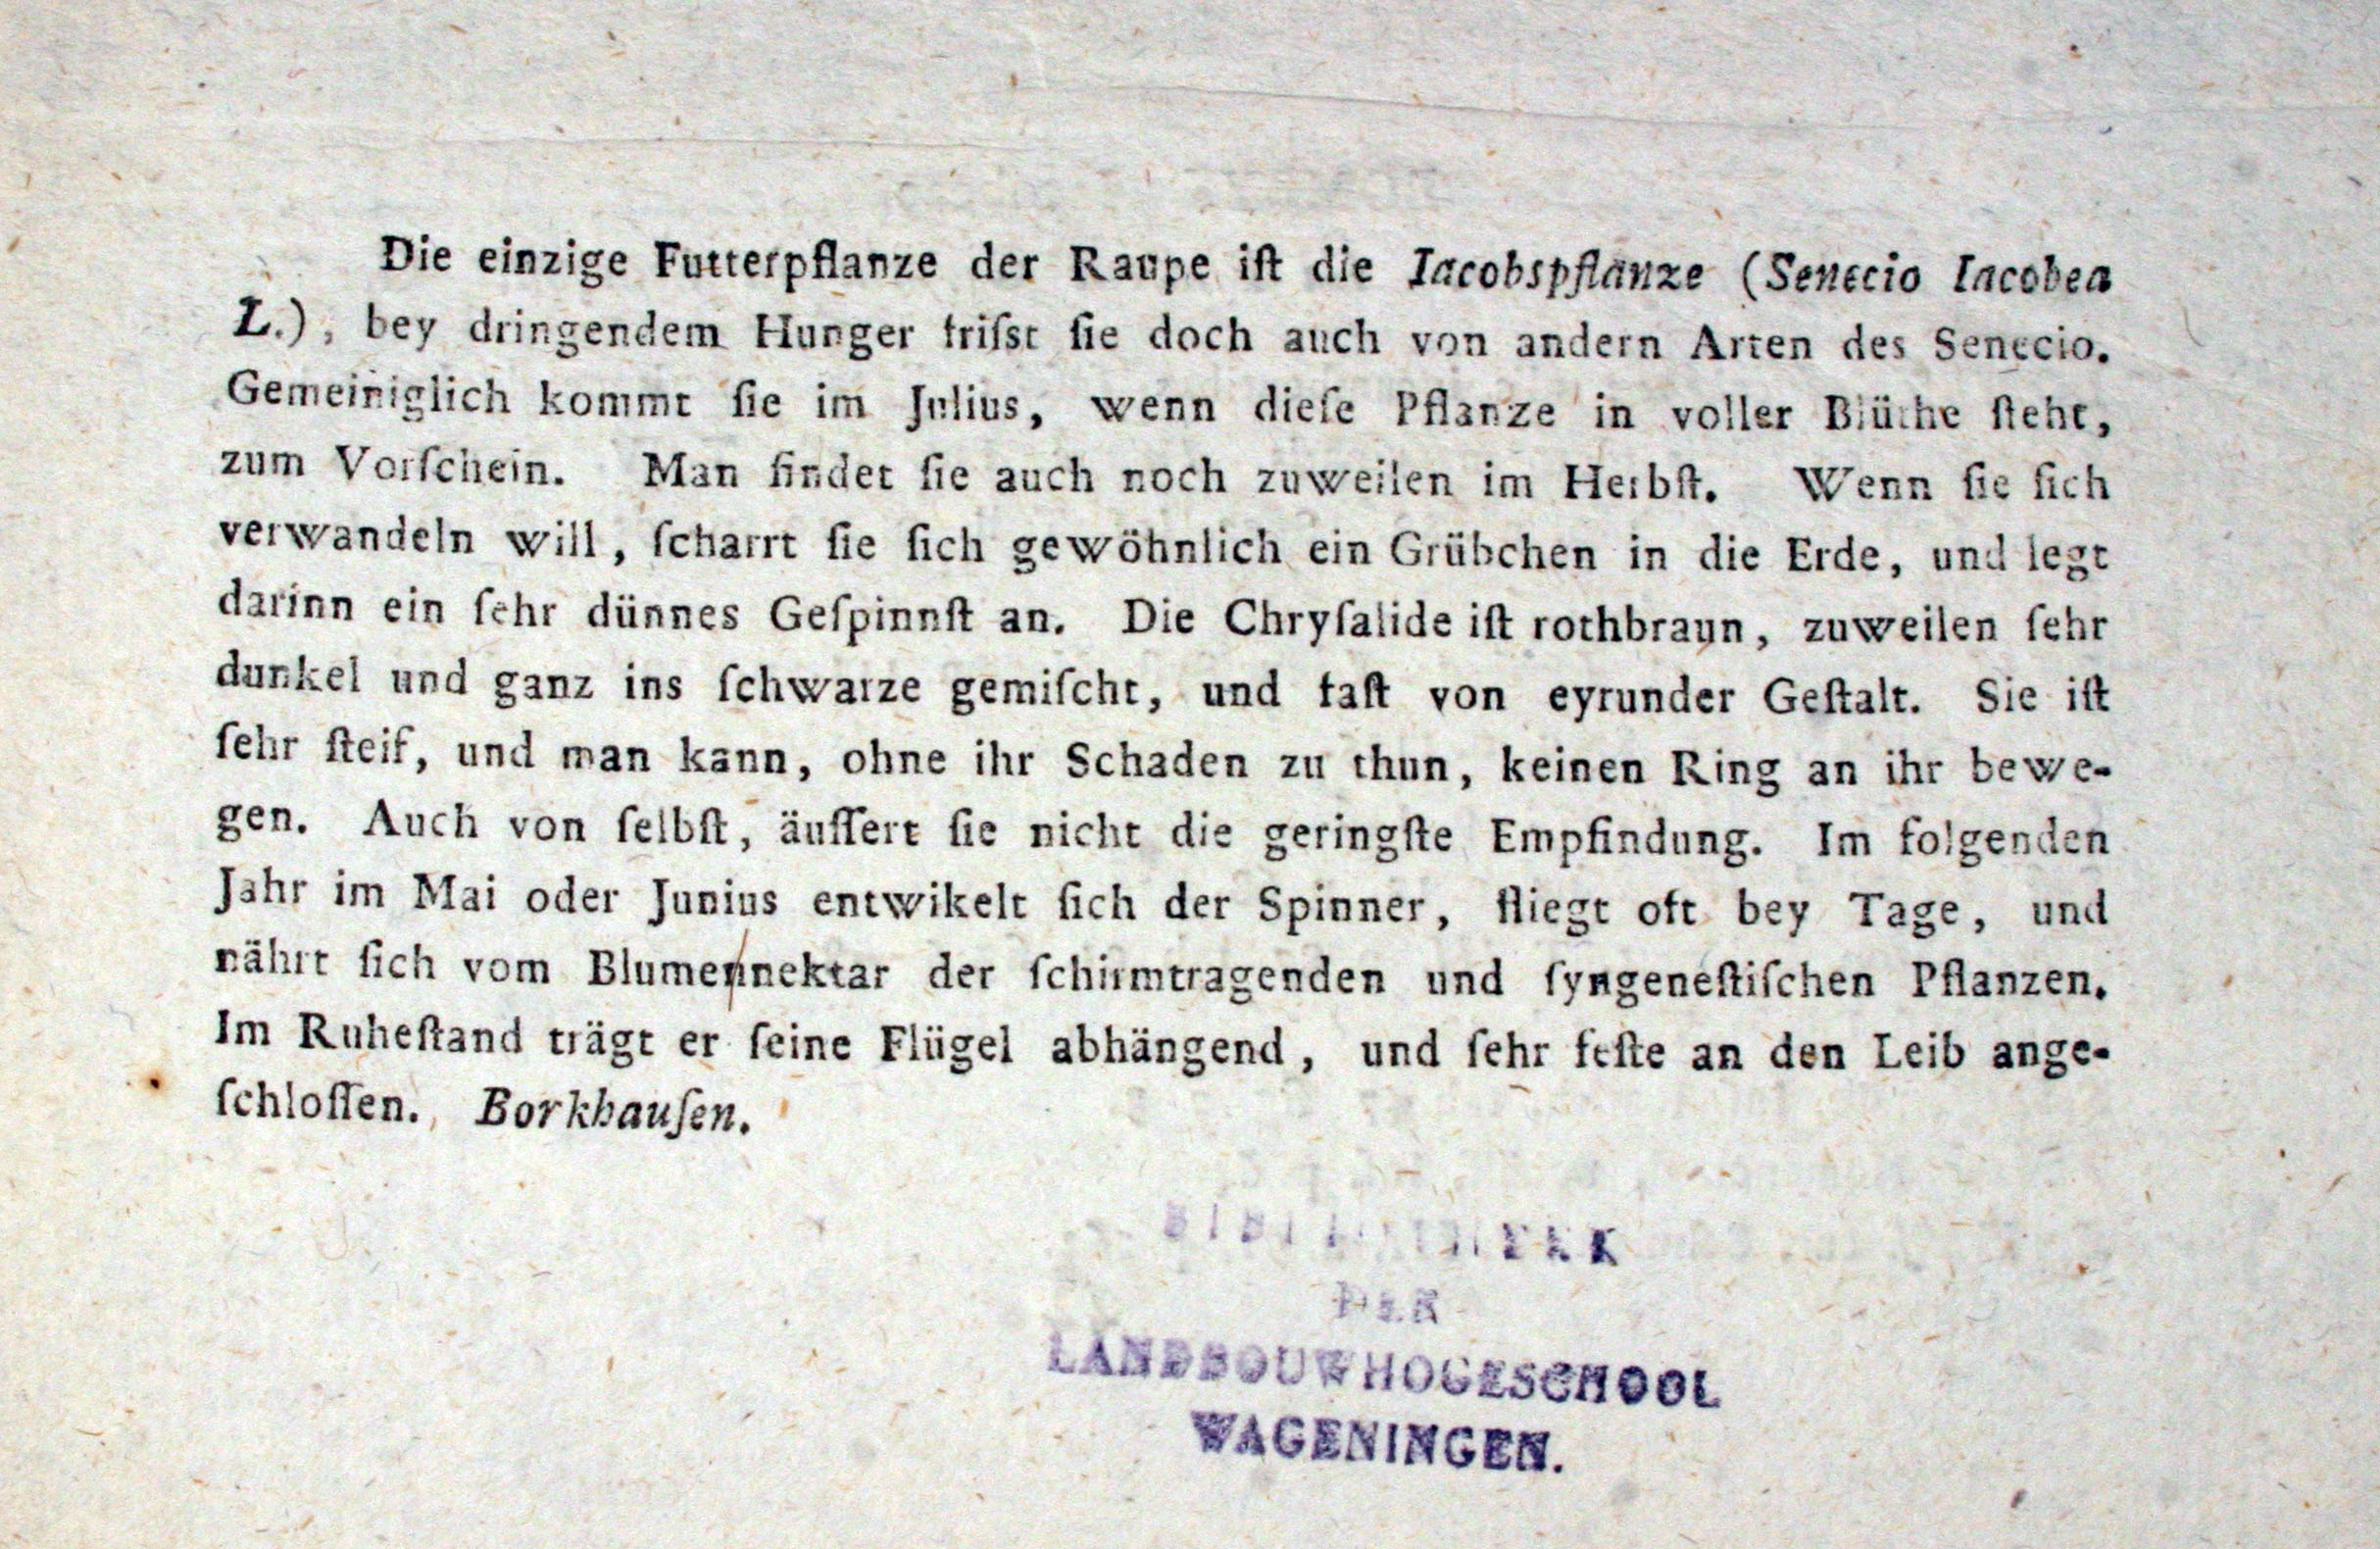 Die einzige Futterpflanze der Raupe iſt die Iacobspflanze (Senecio Iacobea
L.), bey dringendem Hunger friſst ſie doch auch von andern Arten des Senecio.
Gemeiniglich kommt ſie im Julius, wenn dieſe Pflanze in voller Blüthe ſteht,
zum Vorſchein. Man findet ſie auch noch zuweilen im Herbſt. Wenn ſie ſich
verwandeln will, ſcharrt ſie ſich gewöhnlich ein Grübchen in die Erde, und legt
darinn ein ſehr dünnes Geſpinnſt an. Die Chryſalide iſt rothbraun, zuweilen ſehr
dunkel und ganz ins ſchwarze gemiſcht, und faſt von eyrunder Geſtalt. Sie iſt
ſehr ſteif, und man kann, ohne ihr Schaden zu thun, keinen Ring an ihr bewe-
gen. Auch von ſelbſt, äuſſert ſie nicht die geringſte Empfindung. Im folgenden
Jahr im Mai oder Junius entwikelt ſich der Spinner, fliegt oft bey Tage, und
nährt ſich vom Blumennektar der ſchirmtragenden und ſyngeneſtiſchen Pflanzen.
Im Ruheſtand trägt er ſeine Flügel abhängend, und ſehr feſte an den Leib ange-
ſchloſſen. Borkhauſen.
BIBLIOTHEEK
DER
LANDBOUWHOGESCHOOL
WAGENINGEN.